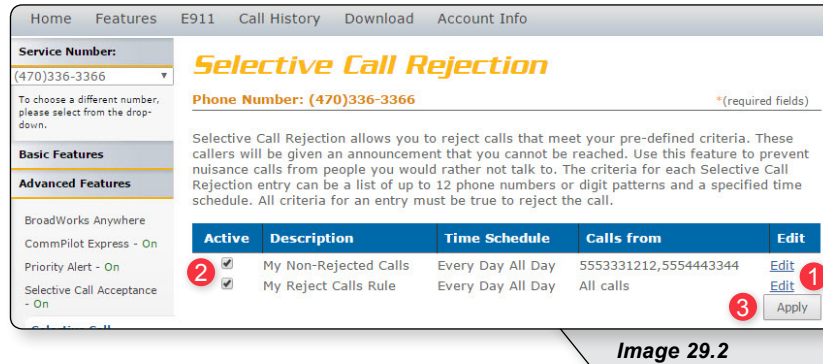 Home Features E911 Call History Download Account Info
Service Number:
(470)336-3366
To choose a different number,
please select from the drop-
down.
Basic Features
Advanced Features
BroadWorks Anywhere
CommPilot Express - On
Priority Alert - On
Selective Call Acceptance
- On
Selective Call Rejection
Phone Number: (470)336-3366 *(required fields)
Selective Call Rejection allows you to reject calls that meet your pre-defined criteria. These
callers will be given an announcement that you cannot be reached. Use this feature to prevent
nuisance calls from people you would rather not talk to. The criteria for each Selective Call
Rejection entry can be a list of up to 12 phone numbers or digit patterns and a specified time
schedule. All criteria for an entry must be true to reject the call.
Active Description Time Schedule Calls from Edit
2 My Non-Rejected Calls Every Day All Day 5553331212,5554443344 Edit 1
My Reject Calls Rule Every Day All Day All calls Edit
3 Apply
Image 29.2